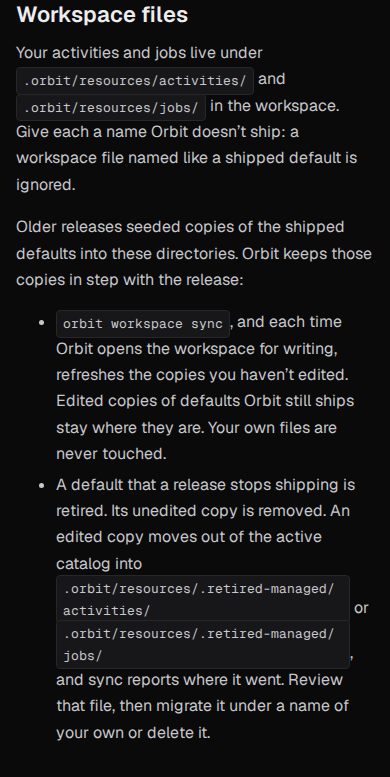 Workspace files
Your activities and jobs live under
.orbit/resources/activities/ and
.orbit/resources/jobs/ in the workspace.
Give each a name Orbit doesn’t ship: a
workspace file named like a shipped default is
ignored.
Older releases seeded copies of the shipped
defaults into these directories. Orbit keeps those
copies in step with the release:
• orbit workspace sync, and each time
Orbit opens the workspace for writing,
refreshes the copies you haven’t edited.
Edited copies of defaults Orbit still ships
stay where they are. Your own files are
never touched.
• A default that a release stops shipping is
retired. Its unedited copy is removed. An
edited copy moves out of the active
catalog into
.orbit/resources/.retired-managed/
activities/ or
.orbit/resources/.retired-managed/
jobs/,
and sync reports where it went. Review
that file, then migrate it under a name of
your own or delete it.